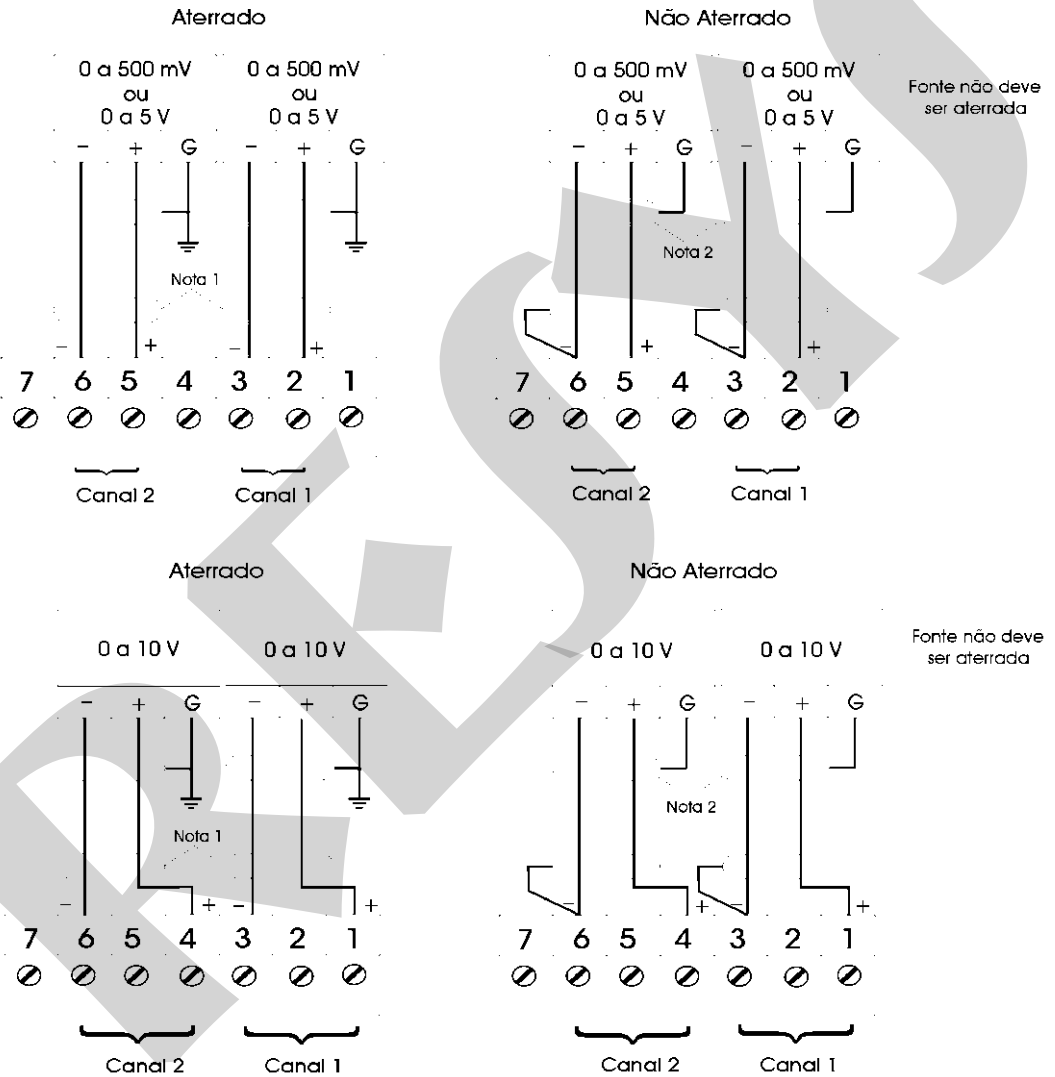 Aterrado
0 a 500 mV
ou
0 a 5 V
0 a 500 mV
ou
0 a 5 V
- + G - + G
Nota 1
- + - +
7 6 5 4 3 2 1
Canal 2 Canal 1
Não Aterrado
0 a 500 mV
ou
0 a 5 V
0 a 500 mV
ou
0 a 5 V
Fonte não deve
ser aterrada
- + G - + G
Nota 2
- + - +
7 6 5 4 3 2 1
Canal 2 Canal 1
Aterrado
0 a 10 V 0 a 10 V
- + G - + G
Nota 1
- + - +
7 6 5 4 3 2 1
Canal 2 Canal 1
Não Aterrado
0 a 10 V 0 a 10 V
Fonte não deve
ser aterrada
- + G - + G
Nota 2
- + - +
7 6 5 4 3 2 1
Canal 2 Canal 1
PRESYS